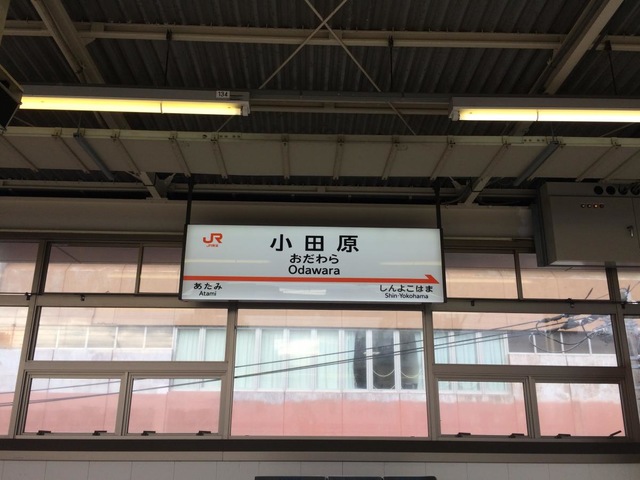 134
JR
小田原
おだわら
Odawara
あたみ
Atami
しんよこはま
Shin-Yokohama